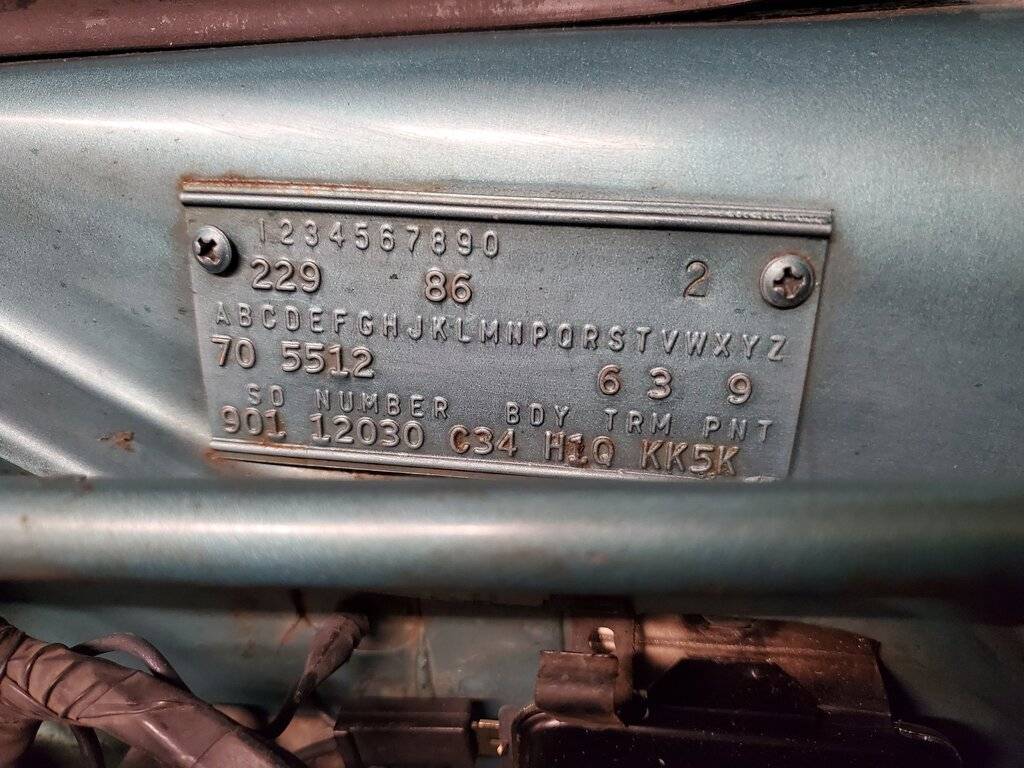 1234567890
229 86 2
ABCDEFGHJKLMNPQRSTVWXYZ
70 5512 6 3 9
SO NUMBER BDY TRM PNT
901 12030 C34 H1Q KK5K